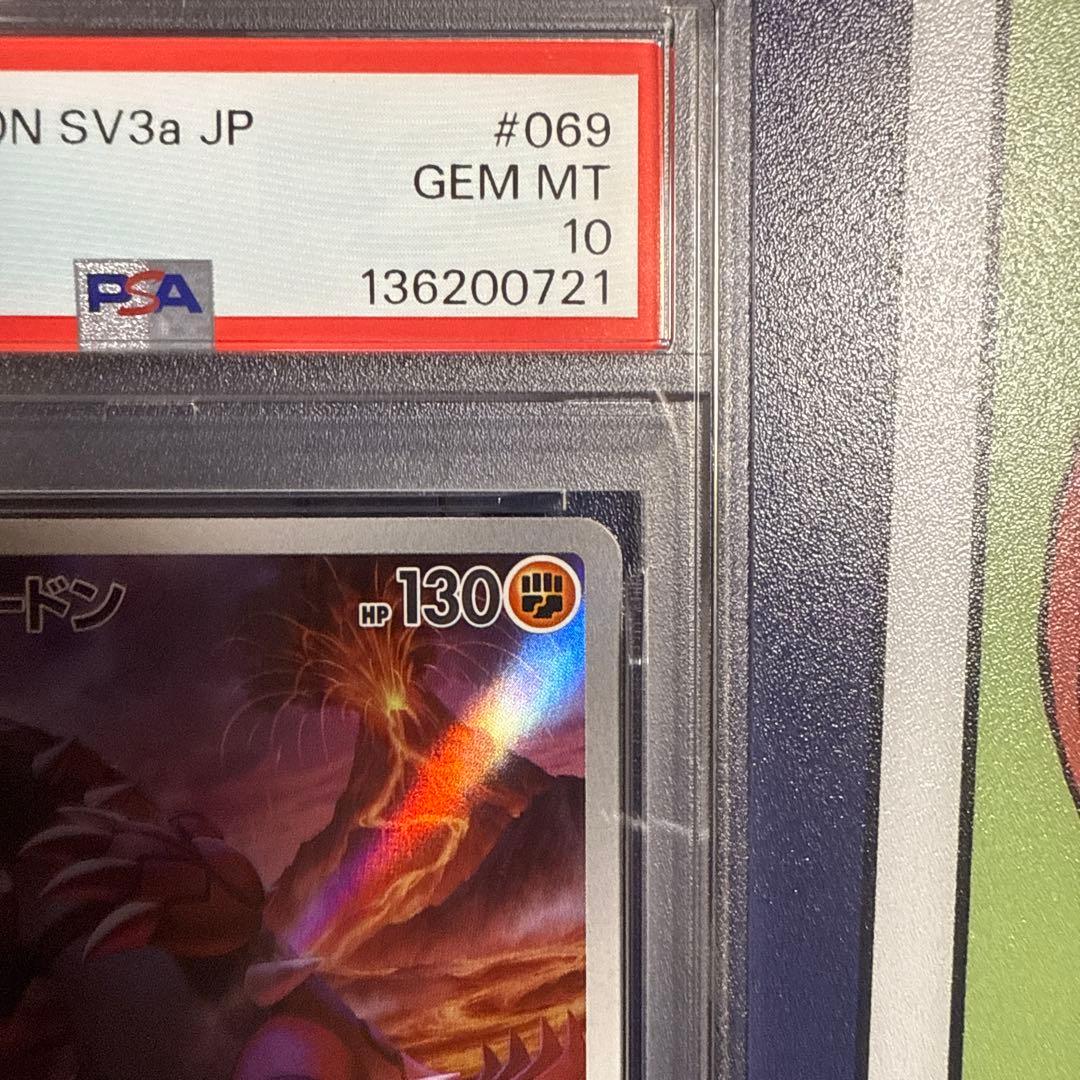 ON SV3a JP #069
GEM MT
10
PSA 136200721
ードン HP 130